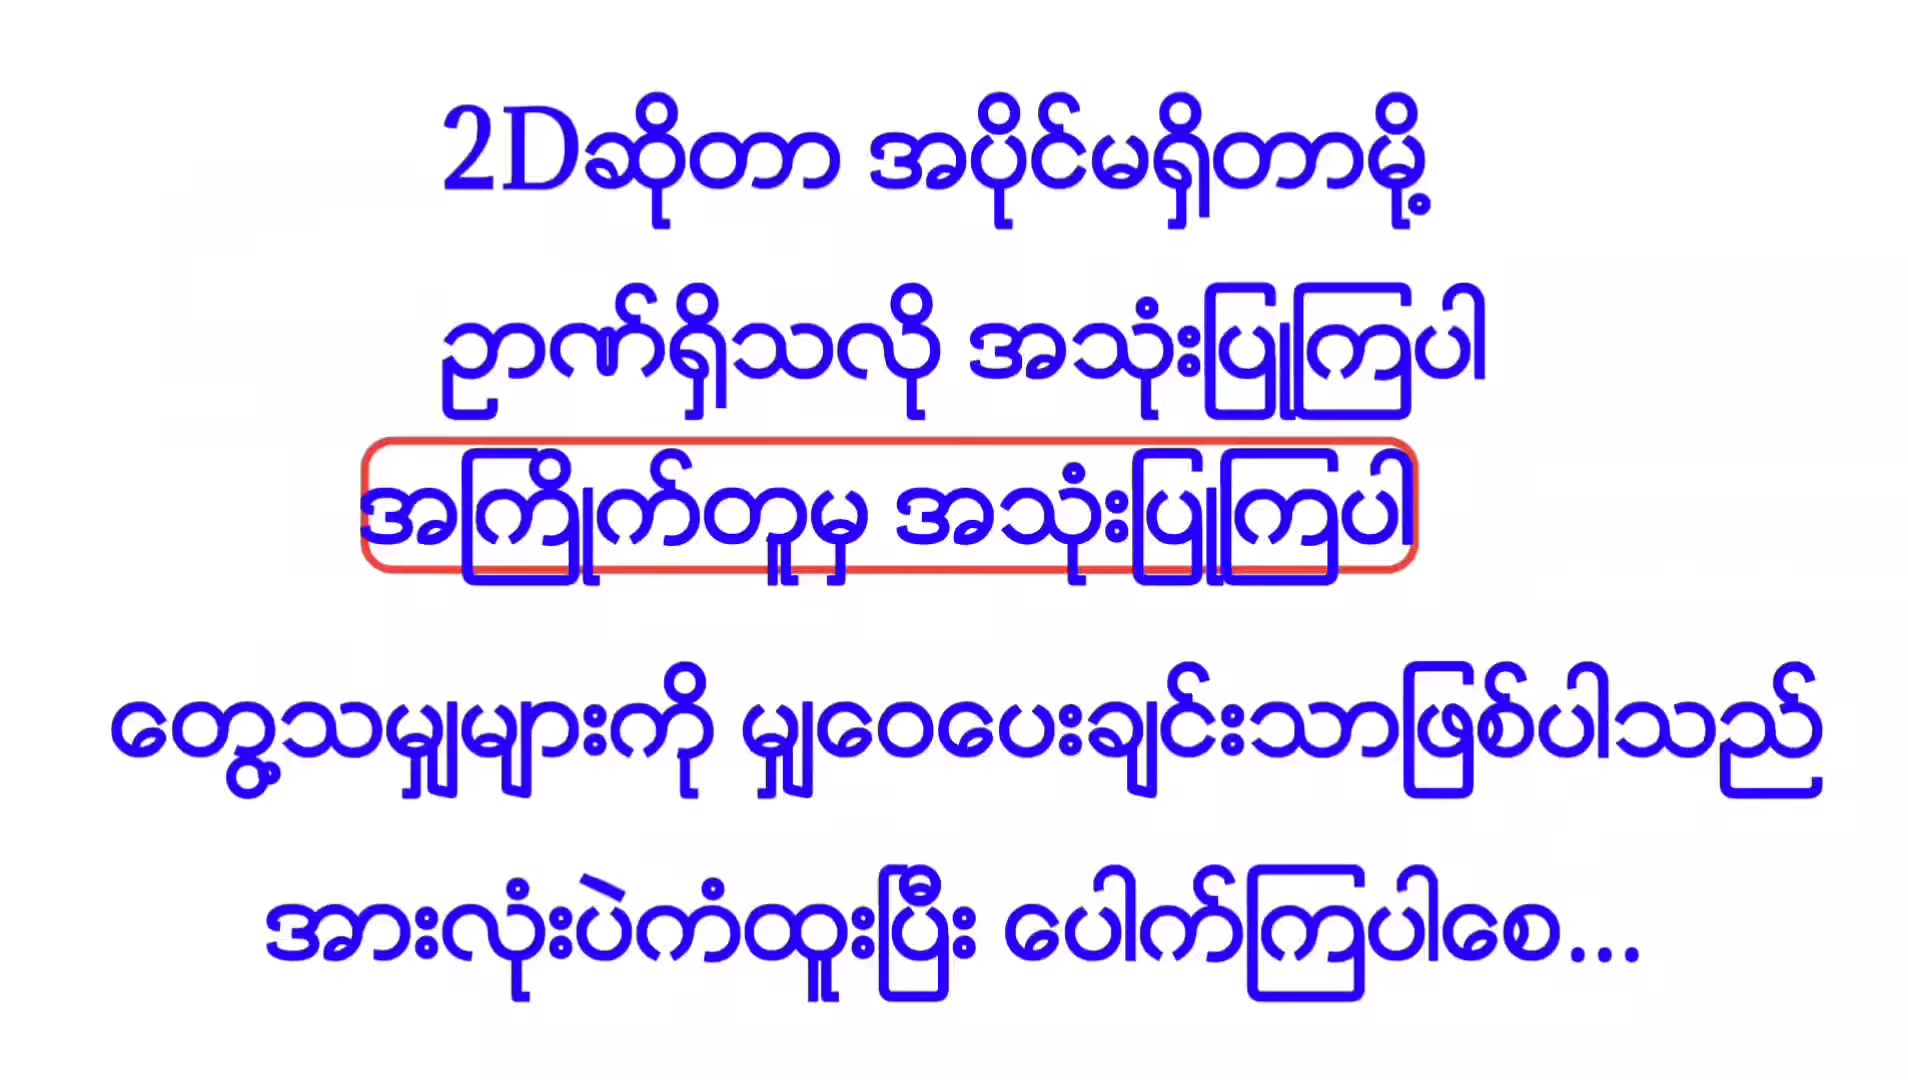 2Dဆိုတာ အပိုင်မရှိတာမို့
ဉာဏ်ရှိသလို အသုံးပြုကြပါ
အကြိုက်တူမှ အသုံးပြုကြပါ
တွေ့သမျှများကို မျှဝေပေးချင်းသာဖြစ်ပါသည်
အားလုံးပဲကံထူးပြီး ပေါက်ကြပါစေ...